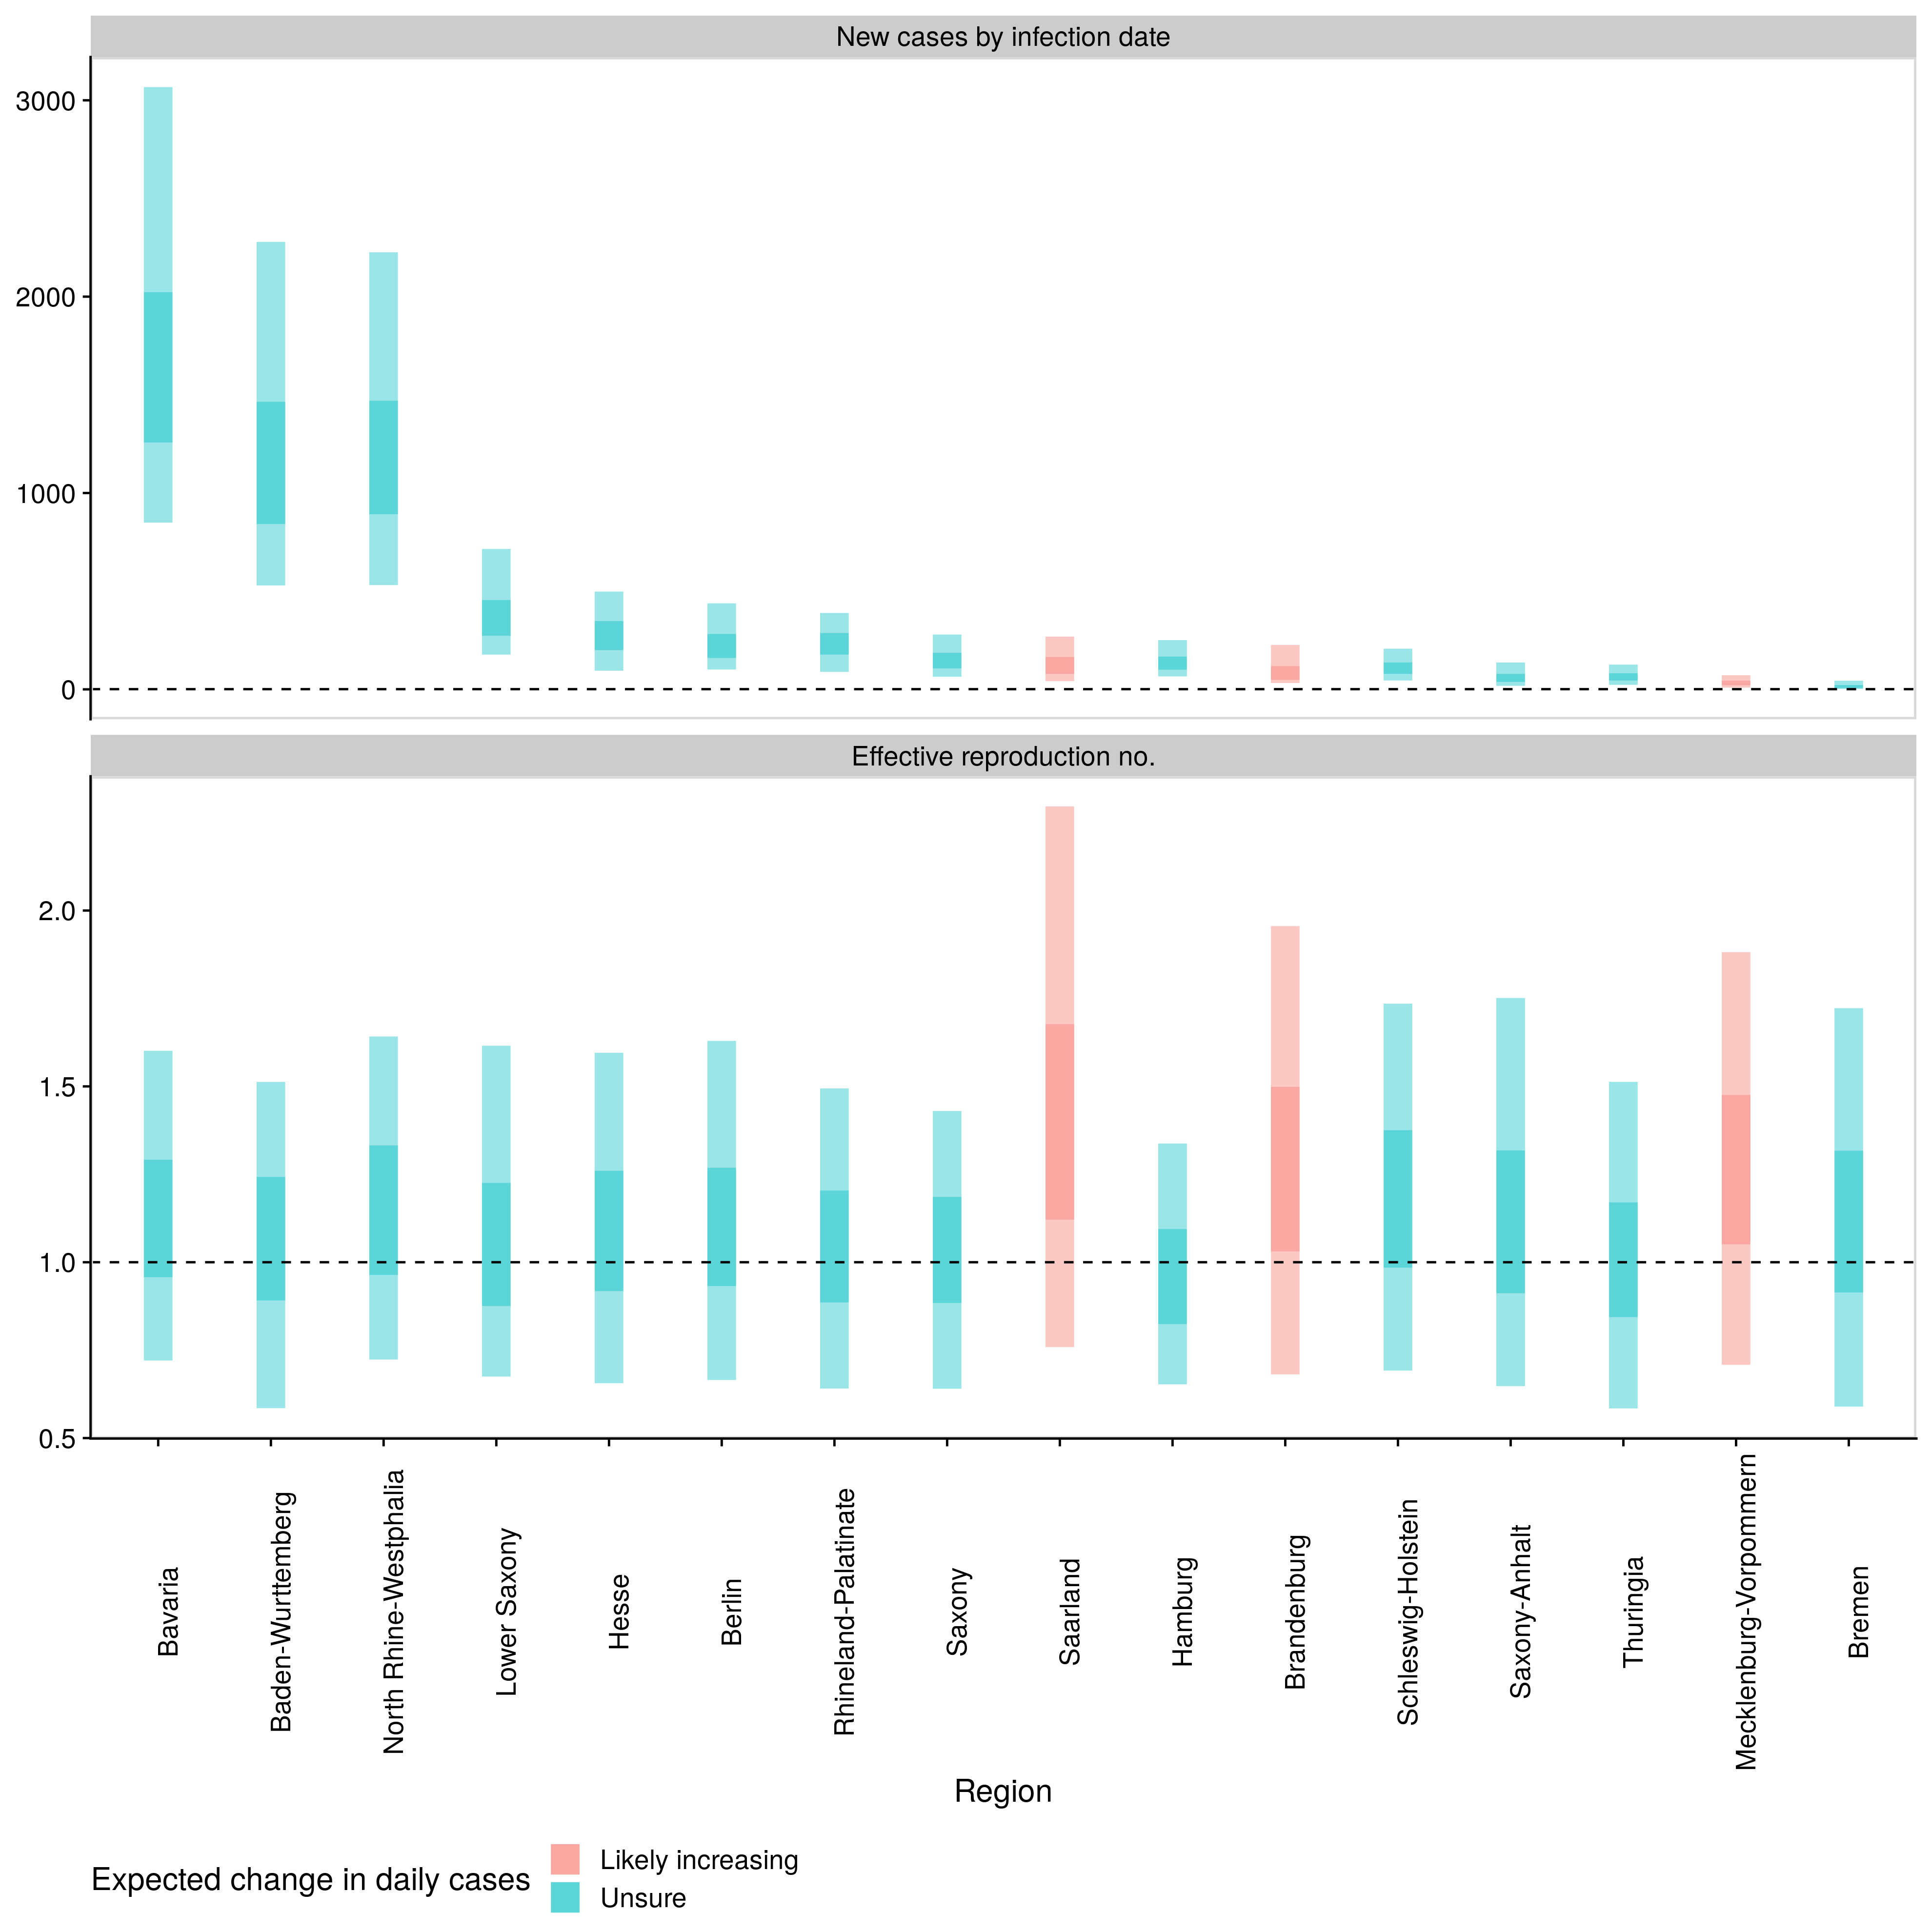 New cases by infection date
3000
2000
1000
0
Effective reproduction no.
2.0
1.5
1.0
0.5
Bavaria
Baden-Wurttemberg
North Rhine-Westphalia
Lower Saxony
Hesse
Berlin
Rhineland-Palatinate
Saxony
Saarland
Hamburg
Brandenburg
Schleswig-Holstein
Saxony-Anhalt
Thuringia
Mecklenburg-Vorpommern
Bremen
Region
Expected change in daily cases
Likely increasing
Unsure